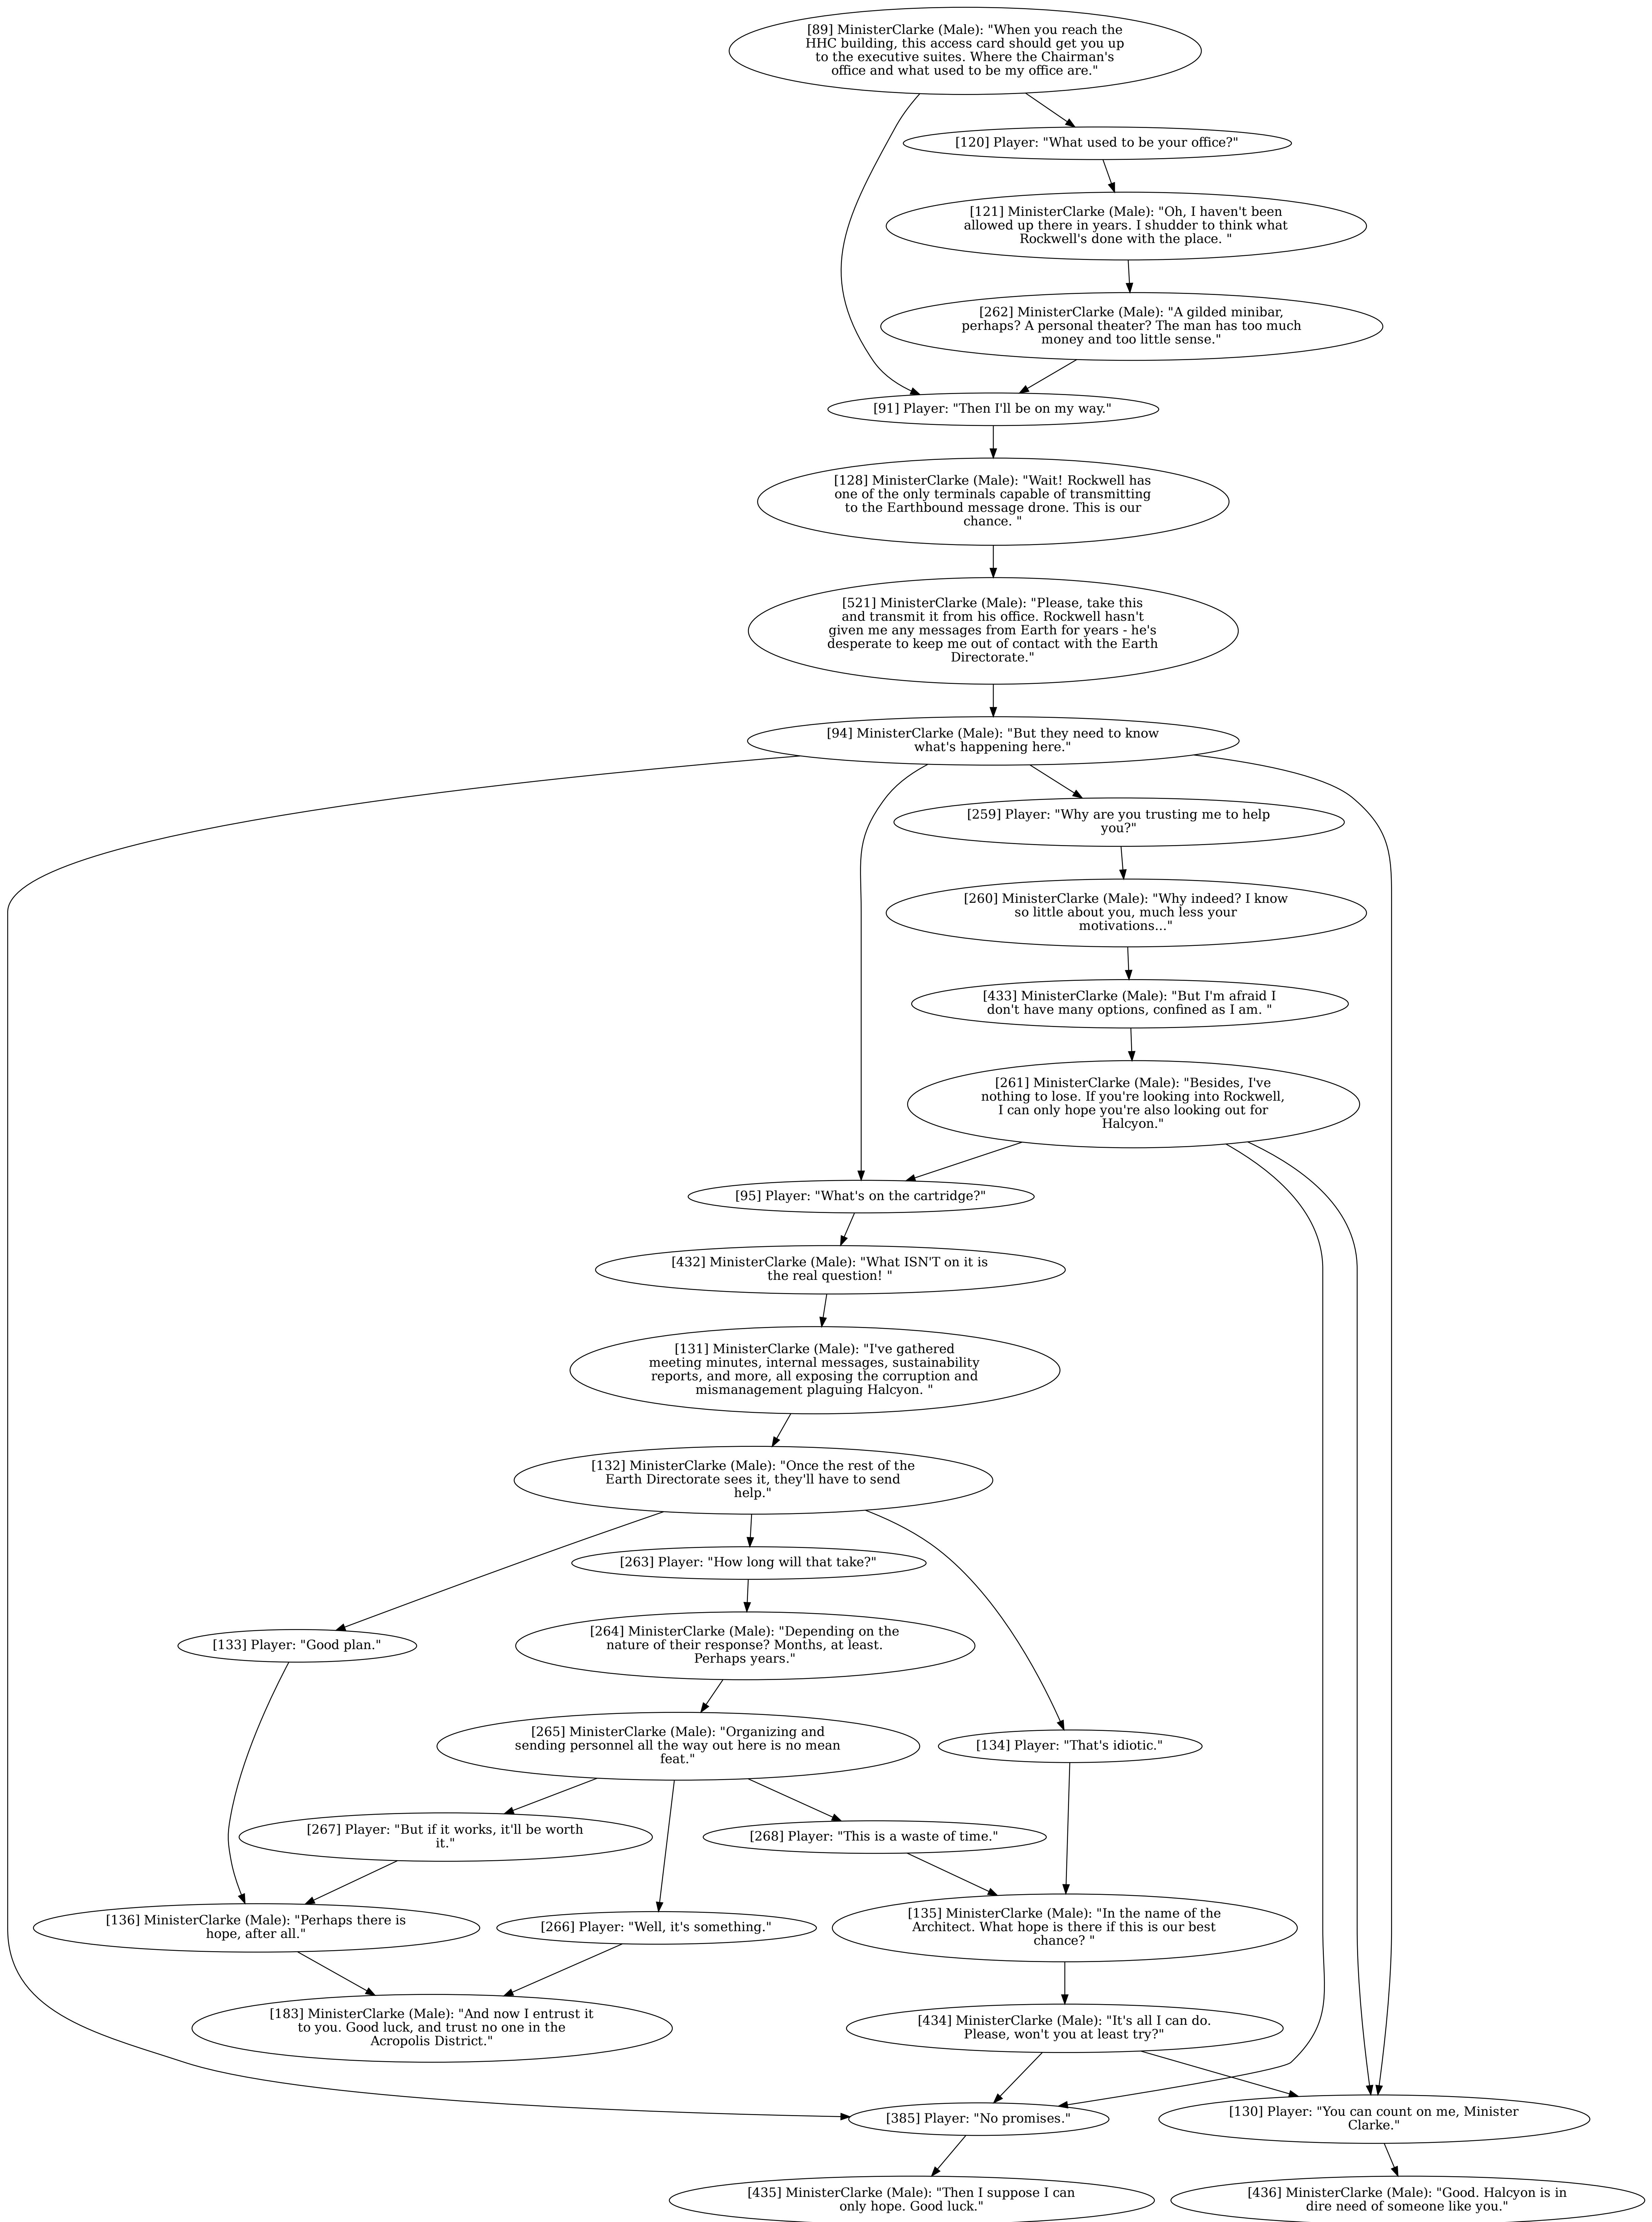 [89] MinisterClarke (Male): "When you reach the
HHC building, this access card should get you up
to the executive suites. Where the Chairman's
office and what used to be my office are."
[120] Player: "What used to be your office?"
[121] MinisterClarke (Male): "Oh, I haven't been
allowed up there in years. I shudder to think what
Rockwell's done with the place. "
[262] MinisterClarke (Male): "A gilded minibar,
perhaps? A personal theater? The man has too much
money and too little sense."
[91] Player: "Then I'll be on my way."
[128] MinisterClarke (Male): "Wait! Rockwell has
one of the only terminals capable of transmitting
to the Earthbound message drone. This is our
chance. "
[521] MinisterClarke (Male): "Please, take this
and transmit it from his office. Rockwell hasn't
given me any messages from Earth for years - he's
desperate to keep me out of contact with the Earth
Directorate."
[94] MinisterClarke (Male): "But they need to know
what's happening here."
[259] Player: "Why are you trusting me to help
you?"
[260] MinisterClarke (Male): "Why indeed? I know
so little about you, much less your
motivations..."
[433] MinisterClarke (Male): "But I'm afraid I
don't have many options, confined as I am. "
[261] MinisterClarke (Male): "Besides, I've
nothing to lose. If you're looking into Rockwell,
I can only hope you're also looking out for
Halcyon."
[95] Player: "What's on the cartridge?"
[432] MinisterClarke (Male): "What ISN'T on it is
the real question! "
[131] MinisterClarke (Male): "I've gathered
meeting minutes, internal messages, sustainability
reports, and more, all exposing the corruption and
mismanagement plaguing Halcyon. "
[132] MinisterClarke (Male): "Once the rest of the
Earth Directorate sees it, they'll have to send
help."
[263] Player: "How long will that take?"
[133] Player: "Good plan."
[264] MinisterClarke (Male): "Depending on the
nature of their response? Months, at least.
Perhaps years."
[265] MinisterClarke (Male): "Organizing and
sending personnel all the way out here is no mean
feat."
[134] Player: "That's idiotic."
[267] Player: "But if it works, it'll be worth
it."
[268] Player: "This is a waste of time."
[136] MinisterClarke (Male): "Perhaps there is
hope, after all."
[266] Player: "Well, it's something."
[135] MinisterClarke (Male): "In the name of the
Architect. What hope is there if this is our best
chance? "
[183] MinisterClarke (Male): "And now I entrust it
to you. Good luck, and trust no one in the
Acropolis District."
[434] MinisterClarke (Male): "It's all I can do.
Please, won't you at least try?"
[385] Player: "No promises."
[130] Player: "You can count on me, Minister
Clarke."
[435] MinisterClarke (Male): "Then I suppose I can
only hope. Good luck."
[436] MinisterClarke (Male): "Good. Halcyon is in
dire need of someone like you."